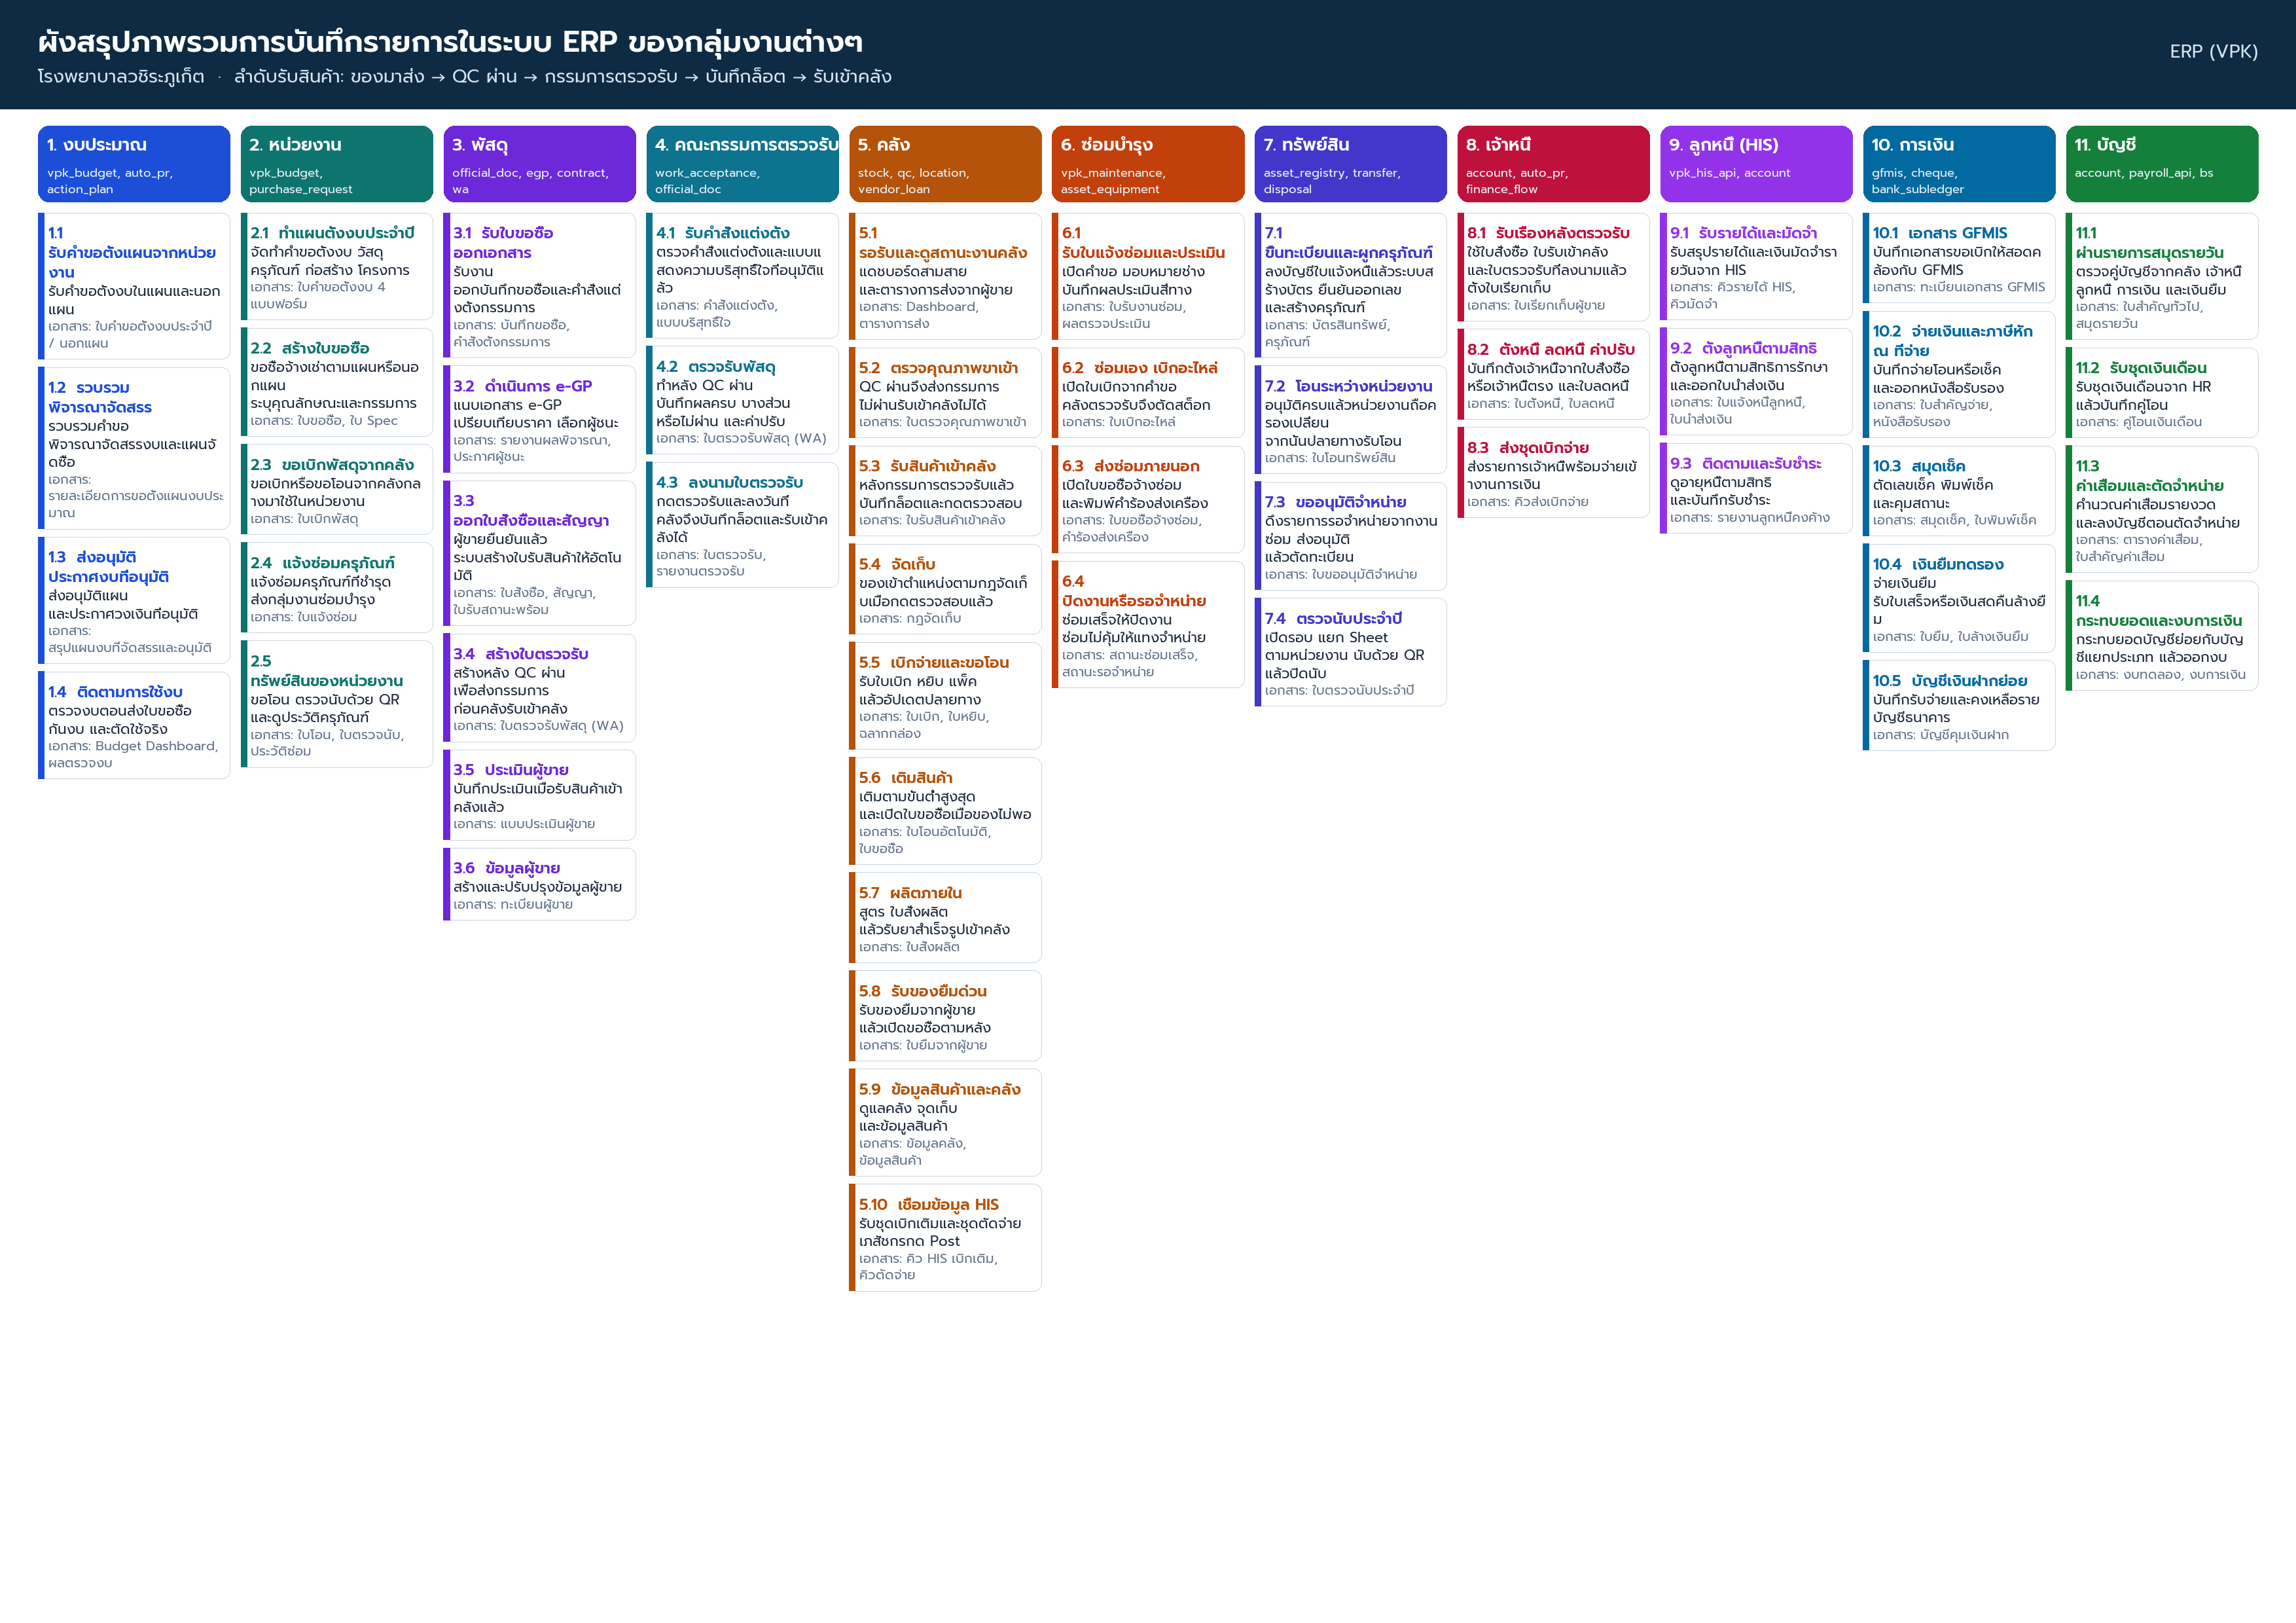 ผังสรุปภาพรวมการบันทึกรายการในระบบ ERP ของกลุ่มงานต่างๆ
โรงพยาบาลวชิระภูเก็ต · ลำดับรับสินค้า: ของมาส่ง → QC ผ่าน → กรรมการตรวจรับ → บันทึกล็อต → รับเข้าคลัง
ERP (VPK)
1. งบประมาณ
vpk_budget, auto_pr,
action_plan
1.1
รับคำขอตั้งแผนจากหน่วย
งาน
รับคำขอตั้งงบในแผนและนอก
แผน
เอกสาร: ใบคำขอตั้งงบประจำปี
/ นอกแผน
1.2 รวบรวม
พิจารณาจัดสรร
รวบรวมคำขอ
พิจารณาจัดสรรงบและแผนจั
ดซื้อ
เอกสาร:
รายละเอียดการขอตั้งแผนงบประ
มาณ
1.3 ส่งอนุมัติ
ประกาศงบที่อนุมัติ
ส่งอนุมัติแผน
และประกาศวงเงินที่อนุมัติ
เอกสาร:
สรุปแผนงบที่จัดสรรและอนุมัติ
1.4 ติดตามการใช้งบ
ตรวจงบตอนส่งใบขอซื้อ
กันงบ และตัดใช้จริง
เอกสาร: Budget Dashboard,
ผลตรวจงบ
2. หน่วยงาน
vpk_budget,
purchase_request
2.1 ทำแผนตั้งงบประจำปี
จัดทำคำขอตั้งงบ วัสดุ
ครุภัณฑ์ ก่อสร้าง โครงการ
เอกสาร: ใบคำขอตั้งงบ 4
แบบฟอร์ม
2.2 สร้างใบขอซื้อ
ขอซื้อจ้างเช่าตามแผนหรือนอ
กแผน
ระบุคุณลักษณะและกรรมการ
เอกสาร: ใบขอซื้อ, ใบ Spec
2.3 ขอเบิกพัสดุจากคลัง
ขอเบิกหรือขอโอนจากคลังกล
างมาใช้ในหน่วยงาน
เอกสาร: ใบเบิกพัสดุ
2.4 แจ้งซ่อมครุภัณฑ์
แจ้งซ่อมครุภัณฑ์ที่ชำรุด
ส่งกลุ่มงานซ่อมบำรุง
เอกสาร: ใบแจ้งซ่อม
2.5
ทรัพย์สินของหน่วยงาน
ขอโอน ตรวจนับด้วย QR
และดูประวัติครุภัณฑ์
เอกสาร: ใบโอน, ใบตรวจนับ,
ประวัติซ่อม
3. พัสดุ
official_doc, egp, contract,
wa
3.1 รับใบขอซื้อ
ออกเอกสาร
รับงาน
ออกบันทึกขอซื้อและคำสั่งแต่
งตั้งกรรมการ
เอกสาร: บันทึกขอซื้อ,
คำสั่งตั้งกรรมการ
3.2 ดำเนินการ e-GP
แนบเอกสาร e-GP
เปรียบเทียบราคา เลือกผู้ชนะ
เอกสาร: รายงานผลพิจารณา,
ประกาศผู้ชนะ
3.3
ออกใบสั่งซื้อและสัญญา
ผู้ขายยืนยันแล้ว
ระบบสร้างใบรับสินค้าให้อัตโน
มัติ
เอกสาร: ใบสั่งซื้อ, สัญญา,
ใบรับสถานะพร้อม
3.4 สร้างใบตรวจรับ
สร้างหลัง QC ผ่าน
เพื่อส่งกรรมการ
ก่อนคลังรับเข้าคลัง
เอกสาร: ใบตรวจรับพัสดุ (WA)
3.5 ประเมินผู้ขาย
บันทึกประเมินเมื่อรับสินค้าเข้า
คลังแล้ว
เอกสาร: แบบประเมินผู้ขาย
3.6 ข้อมูลผู้ขาย
สร้างและปรับปรุงข้อมูลผู้ขาย
เอกสาร: ทะเบียนผู้ขาย
4. คณะกรรมการตรวจรับ
work_acceptance,
official_doc
4.1 รับคำสั่งแต่งตั้ง
ตรวจคำสั่งแต่งตั้งและแบบแ
สดงความบริสุทธิ์ใจที่อนุมัติแ
ล้ว
เอกสาร: คำสั่งแต่งตั้ง,
แบบบริสุทธิ์ใจ
4.2 ตรวจรับพัสดุ
ทำหลัง QC ผ่าน
บันทึกผลครบ บางส่วน
หรือไม่ผ่าน และค่าปรับ
เอกสาร: ใบตรวจรับพัสดุ (WA)
4.3 ลงนามใบตรวจรับ
กดตรวจรับและลงวันที่
คลังจึงบันทึกล็อตและรับเข้าค
ลังได้
เอกสาร: ใบตรวจรับ,
รายงานตรวจรับ
5. คลัง
stock, qc, location,
vendor_loan
5.1
รอรับและดูสถานะงานคลัง
แดชบอร์ดสามสาย
และตารางการส่งจากผู้ขาย
เอกสาร: Dashboard,
ตารางการส่ง
5.2 ตรวจคุณภาพขาเข้า
QC ผ่านจึงส่งกรรมการ
ไม่ผ่านรับเข้าคลังไม่ได้
เอกสาร: ใบตรวจคุณภาพขาเข้า
5.3 รับสินค้าเข้าคลัง
หลังกรรมการตรวจรับแล้ว
บันทึกล็อตและกดตรวจสอบ
เอกสาร: ใบรับสินค้าเข้าคลัง
5.4 จัดเก็บ
ของเข้าตำแหน่งตามกฎจัดเก็
บเมื่อกดตรวจสอบแล้ว
เอกสาร: กฎจัดเก็บ
5.5 เบิกจ่ายและขอโอน
รับใบเบิก หยิบ แพ็ค
แล้วอัปเดตปลายทาง
เอกสาร: ใบเบิก, ใบหยิบ,
ฉลากกล่อง
5.6 เติมสินค้า
เติมตามขั้นต่ำสูงสุด
และเปิดใบขอซื้อเมื่อของไม่พอ
เอกสาร: ใบโอนอัตโนมัติ,
ใบขอซื้อ
5.7 ผลิตภายใน
สูตร ใบสั่งผลิต
แล้วรับยาสำเร็จรูปเข้าคลัง
เอกสาร: ใบสั่งผลิต
5.8 รับของยืมด่วน
รับของยืมจากผู้ขาย
แล้วเปิดขอซื้อตามหลัง
เอกสาร: ใบยืมจากผู้ขาย
5.9 ข้อมูลสินค้าและคลัง
ดูแลคลัง จุดเก็บ
และข้อมูลสินค้า
เอกสาร: ข้อมูลคลัง,
ข้อมูลสินค้า
5.10 เชื่อมข้อมูล HIS
รับชุดเบิกเติมและชุดตัดจ่าย
เภสัชกรกด Post
เอกสาร: คิว HIS เบิกเติม,
คิวตัดจ่าย
6. ซ่อมบำรุง
vpk_maintenance,
asset_equipment
6.1
รับใบแจ้งซ่อมและประเมิน
เปิดคำขอ มอบหมายช่าง
บันทึกผลประเมินสี่ทาง
เอกสาร: ใบรับงานซ่อม,
ผลตรวจประเมิน
6.2 ซ่อมเอง เบิกอะไหล่
เปิดใบเบิกจากคำขอ
คลังตรวจรับจึงตัดสต็อก
เอกสาร: ใบเบิกอะไหล่
6.3 ส่งซ่อมภายนอก
เปิดใบขอซื้อจ้างซ่อม
และพิมพ์คำร้องส่งเครื่อง
เอกสาร: ใบขอซื้อจ้างซ่อม,
คำร้องส่งเครื่อง
6.4
ปิดงานหรือรอจำหน่าย
ซ่อมเสร็จให้ปิดงาน
ซ่อมไม่คุ้มให้แทงจำหน่าย
เอกสาร: สถานะซ่อมเสร็จ,
สถานะรอจำหน่าย
7. ทรัพย์สิน
asset_registry, transfer,
disposal
7.1
ขึ้นทะเบียนและผูกครุภัณฑ์
ลงบัญชีใบแจ้งหนี้แล้วระบบส
ร้างบัตร ยืนยันออกเลข
และสร้างครุภัณฑ์
เอกสาร: บัตรสินทรัพย์,
ครุภัณฑ์
7.2 โอนระหว่างหน่วยงาน
อนุมัติครบแล้วหน่วยงานถือค
รองเปลี่ยน
จากนั้นปลายทางรับโอน
เอกสาร: ใบโอนทรัพย์สิน
7.3 ขออนุมัติจำหน่าย
ดึงรายการรอจำหน่ายจากงาน
ซ่อม ส่งอนุมัติ
แล้วตัดทะเบียน
เอกสาร: ใบขออนุมัติจำหน่าย
7.4 ตรวจนับประจำปี
เปิดรอบ แยก Sheet
ตามหน่วยงาน นับด้วย QR
แล้วปิดนับ
เอกสาร: ใบตรวจนับประจำปี
8. เจ้าหนี้
account, auto_pr,
finance_flow
8.1 รับเรื่องหลังตรวจรับ
ใช้ใบสั่งซื้อ ใบรับเข้าคลัง
และใบตรวจรับที่ลงนามแล้ว
ตั้งใบเรียกเก็บ
เอกสาร: ใบเรียกเก็บผู้ขาย
8.2 ตั้งหนี้ ลดหนี้ ค่าปรับ
บันทึกตั้งเจ้าหนี้จากใบสั่งซื้อ
หรือเจ้าหนี้ตรง และใบลดหนี้
เอกสาร: ใบตั้งหนี้, ใบลดหนี้
8.3 ส่งชุดเบิกจ่าย
ส่งรายการเจ้าหนี้พร้อมจ่ายเข้
างานการเงิน
เอกสาร: คิวส่งเบิกจ่าย
9. ลูกหนี้ (HIS)
vpk_his_api, account
9.1 รับรายได้และมัดจำ
รับสรุปรายได้และเงินมัดจำรา
ยวันจาก HIS
เอกสาร: คิวรายได้ HIS,
คิวมัดจำ
9.2 ตั้งลูกหนี้ตามสิทธิ
ตั้งลูกหนี้ตามสิทธิการรักษา
และออกใบนำส่งเงิน
เอกสาร: ใบแจ้งหนี้ลูกหนี้,
ใบนำส่งเงิน
9.3 ติดตามและรับชำระ
ดูอายุหนี้ตามสิทธิ
และบันทึกรับชำระ
เอกสาร: รายงานลูกหนี้คงค้าง
10. การเงิน
gfmis, cheque,
bank_subledger
10.1 เอกสาร GFMIS
บันทึกเอกสารขอเบิกให้สอดค
ล้องกับ GFMIS
เอกสาร: ทะเบียนเอกสาร GFMIS
10.2 จ่ายเงินและภาษีหัก
ณ ที่จ่าย
บันทึกจ่ายโอนหรือเช็ค
และออกหนังสือรับรอง
เอกสาร: ใบสำคัญจ่าย,
หนังสือรับรอง
10.3 สมุดเช็ค
ตัดเลขเช็ค พิมพ์เช็ค
และคุมสถานะ
เอกสาร: สมุดเช็ค, ใบพิมพ์เช็ค
10.4 เงินยืมทดรอง
จ่ายเงินยืม
รับใบเสร็จหรือเงินสดคืนล้างยื
ม
เอกสาร: ใบยืม, ใบล้างเงินยืม
10.5 บัญชีเงินฝากย่อย
บันทึกรับจ่ายและคงเหลือราย
บัญชีธนาคาร
เอกสาร: บัญชีคุมเงินฝาก
11. บัญชี
account, payroll_api, bs
11.1
ผ่านรายการสมุดรายวัน
ตรวจคู่บัญชีจากคลัง เจ้าหนี้
ลูกหนี้ การเงิน และเงินยืม
เอกสาร: ใบสำคัญทั่วไป,
สมุดรายวัน
11.2 รับชุดเงินเดือน
รับชุดเงินเดือนจาก HR
แล้วบันทึกคู่โอน
เอกสาร: คู่โอนเงินเดือน
11.3
ค่าเสื่อมและตัดจำหน่าย
คำนวณค่าเสื่อมรายงวด
และลงบัญชีตอนตัดจำหน่าย
เอกสาร: ตารางค่าเสื่อม,
ใบสำคัญค่าเสื่อม
11.4
กระทบยอดและงบการเงิน
กระทบยอดบัญชีย่อยกับบัญ
ชีแยกประเภท แล้วออกงบ
เอกสาร: งบทดลอง, งบการเงิน